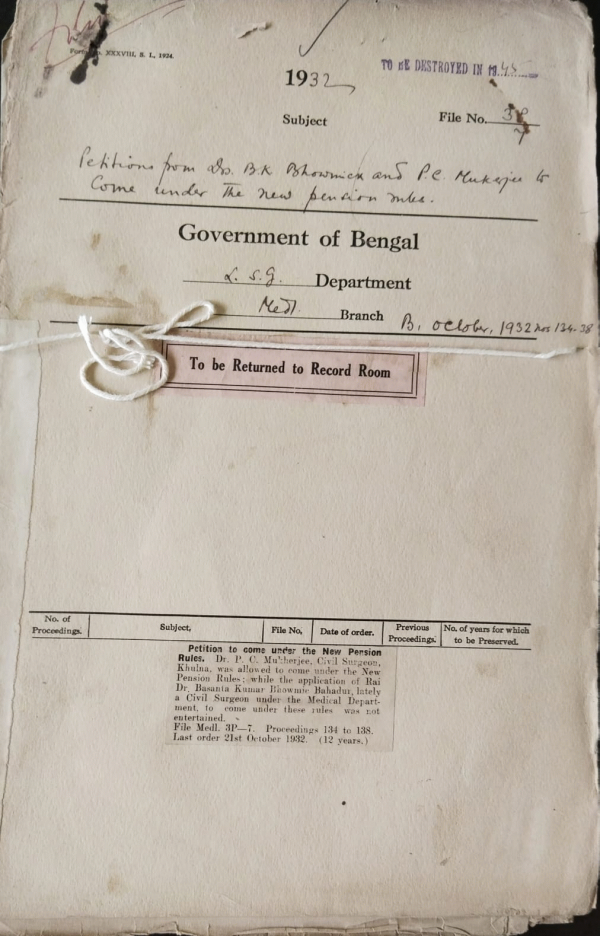 Form No. XXXVIII, S. I., 1924.
TO BE DESTROYED IN 1945
1932
Subject
File No. 3P
7
Petitions from Drs. B.K. Bhowmick and P.C. Mukerjee to
Come under the new pension rules.
Government of Bengal
L. S. G. Department
Medl. Branch
B, October, 1932 nos 134-38
To be Returned to Record Room
No. of
Proceedings.
Subject,
File No,
Date of order.
Previous
Proceedings.
No. of years for which
to be Preserved.
Petition to come under the New Pension
Rules. Dr. P. C. Mukherjee, Civil Surgeon,
Khulna, was allowed to come under the New
Pension Rules; while the application of Rai
Dr. Basanta Kumar Bhowmic Bahadur, lately
a Civil Surgeon under the Medical Depart-
ment, to come under these rules was not
entertained.
File Medl. 3P—7. Proceedings 134 to 138.
Last order 21st October 1932. (12 years.)